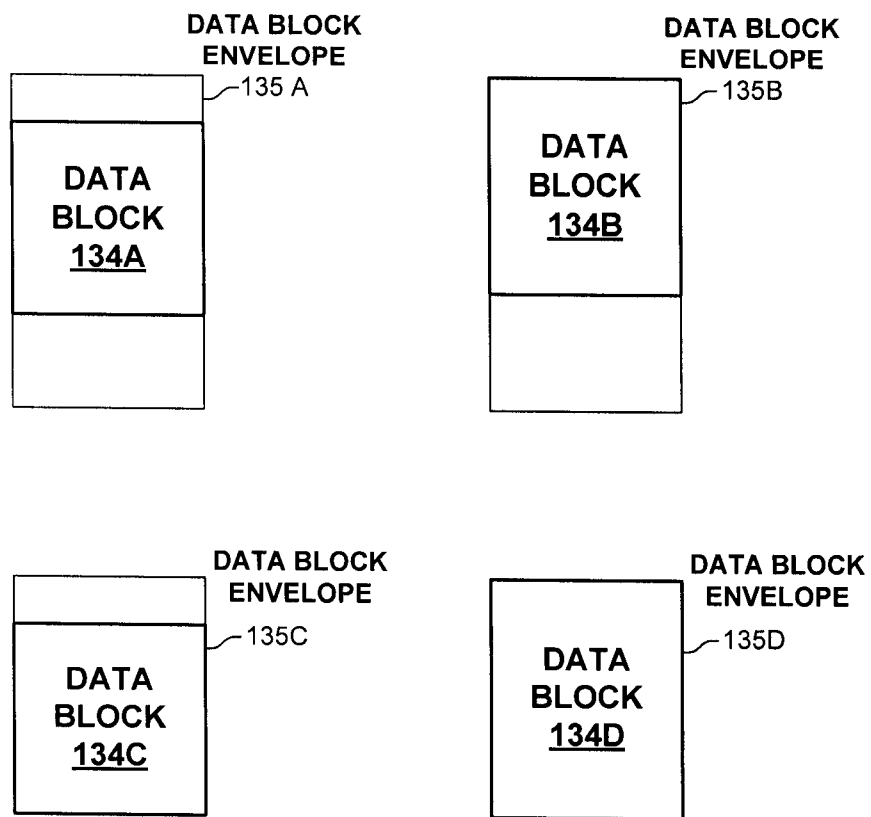 DATA BLOCK
ENVELOPE
135 A
DATA
BLOCK
134A
DATA BLOCK
ENVELOPE
135B
DATA
BLOCK
134B
DATA BLOCK
ENVELOPE
135C
DATA
BLOCK
134C
DATA BLOCK
ENVELOPE
135D
DATA
BLOCK
134D